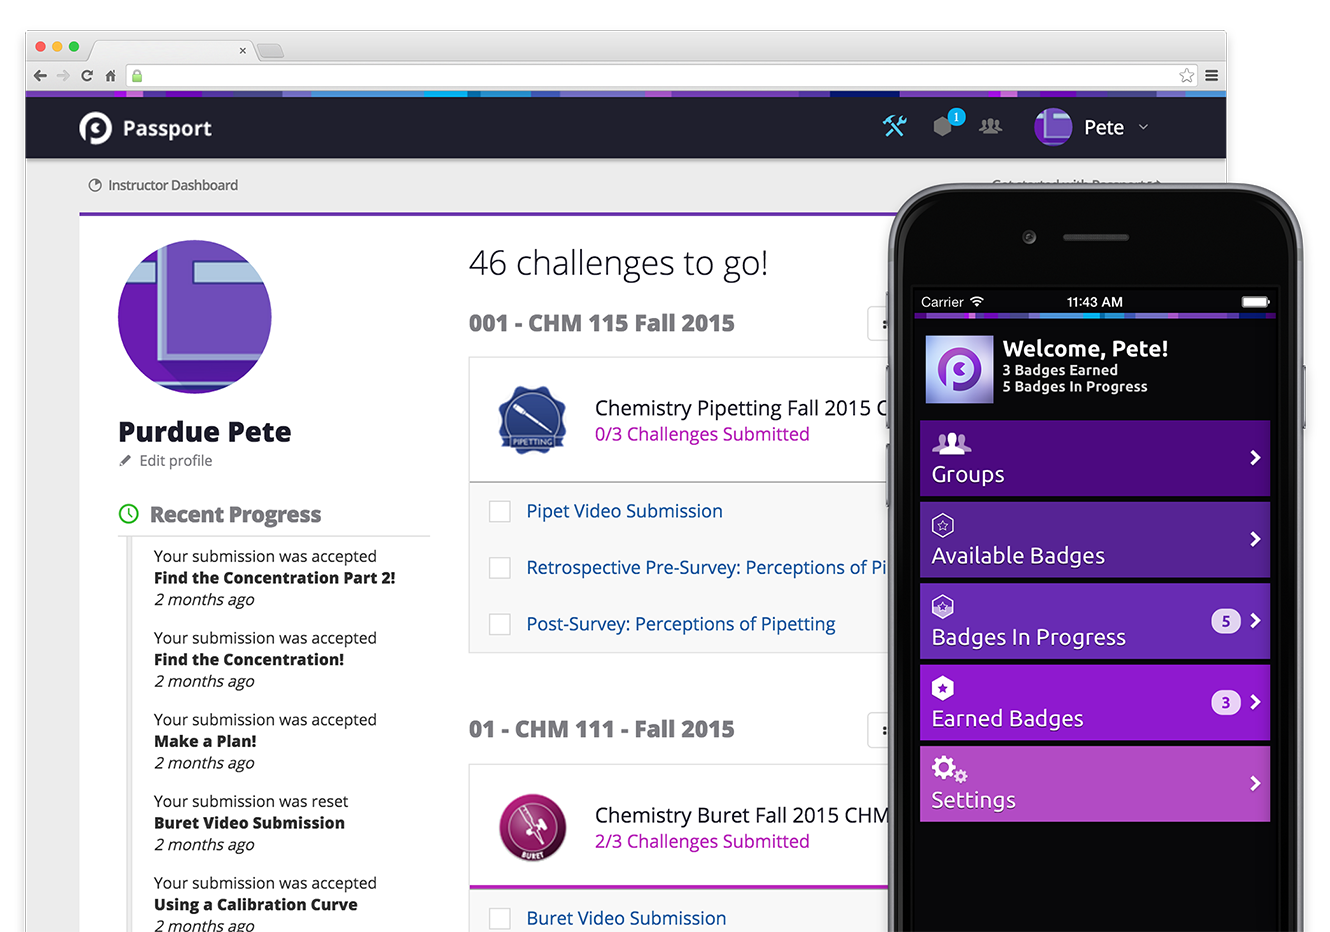 Passport
1
Pete
Instructor Dashboard
Get started with Passport
46 challenges to go!
Purdue Pete
Edit profile
Recent Progress
Your submission was accepted
Find the Concentration Part 2!
2 months ago
Your submission was accepted
Find the Concentration!
2 months ago
Your submission was accepted
Make a Plan!
2 months ago
Your submission was reset
Buret Video Submission
2 months ago
Your submission was accepted
Using a Calibration Curve
2 months ago
001 - CHM 115 Fall 2015
PIPETTING
Chemistry Pipetting Fall 2015 C
0/3 Challenges Submitted
Pipet Video Submission
Retrospective Pre-Survey: Perceptions of Pi
Post-Survey: Perceptions of Pipetting
01 - CHM 111 - Fall 2015
BURET
Chemistry Buret Fall 2015 CHM
2/3 Challenges Submitted
Buret Video Submission
Carrier
11:43 AM
Welcome, Pete!
3 Badges Earned
5 Badges In Progress
Groups
Available Badges
Badges In Progress
5
Earned Badges
3
Settings